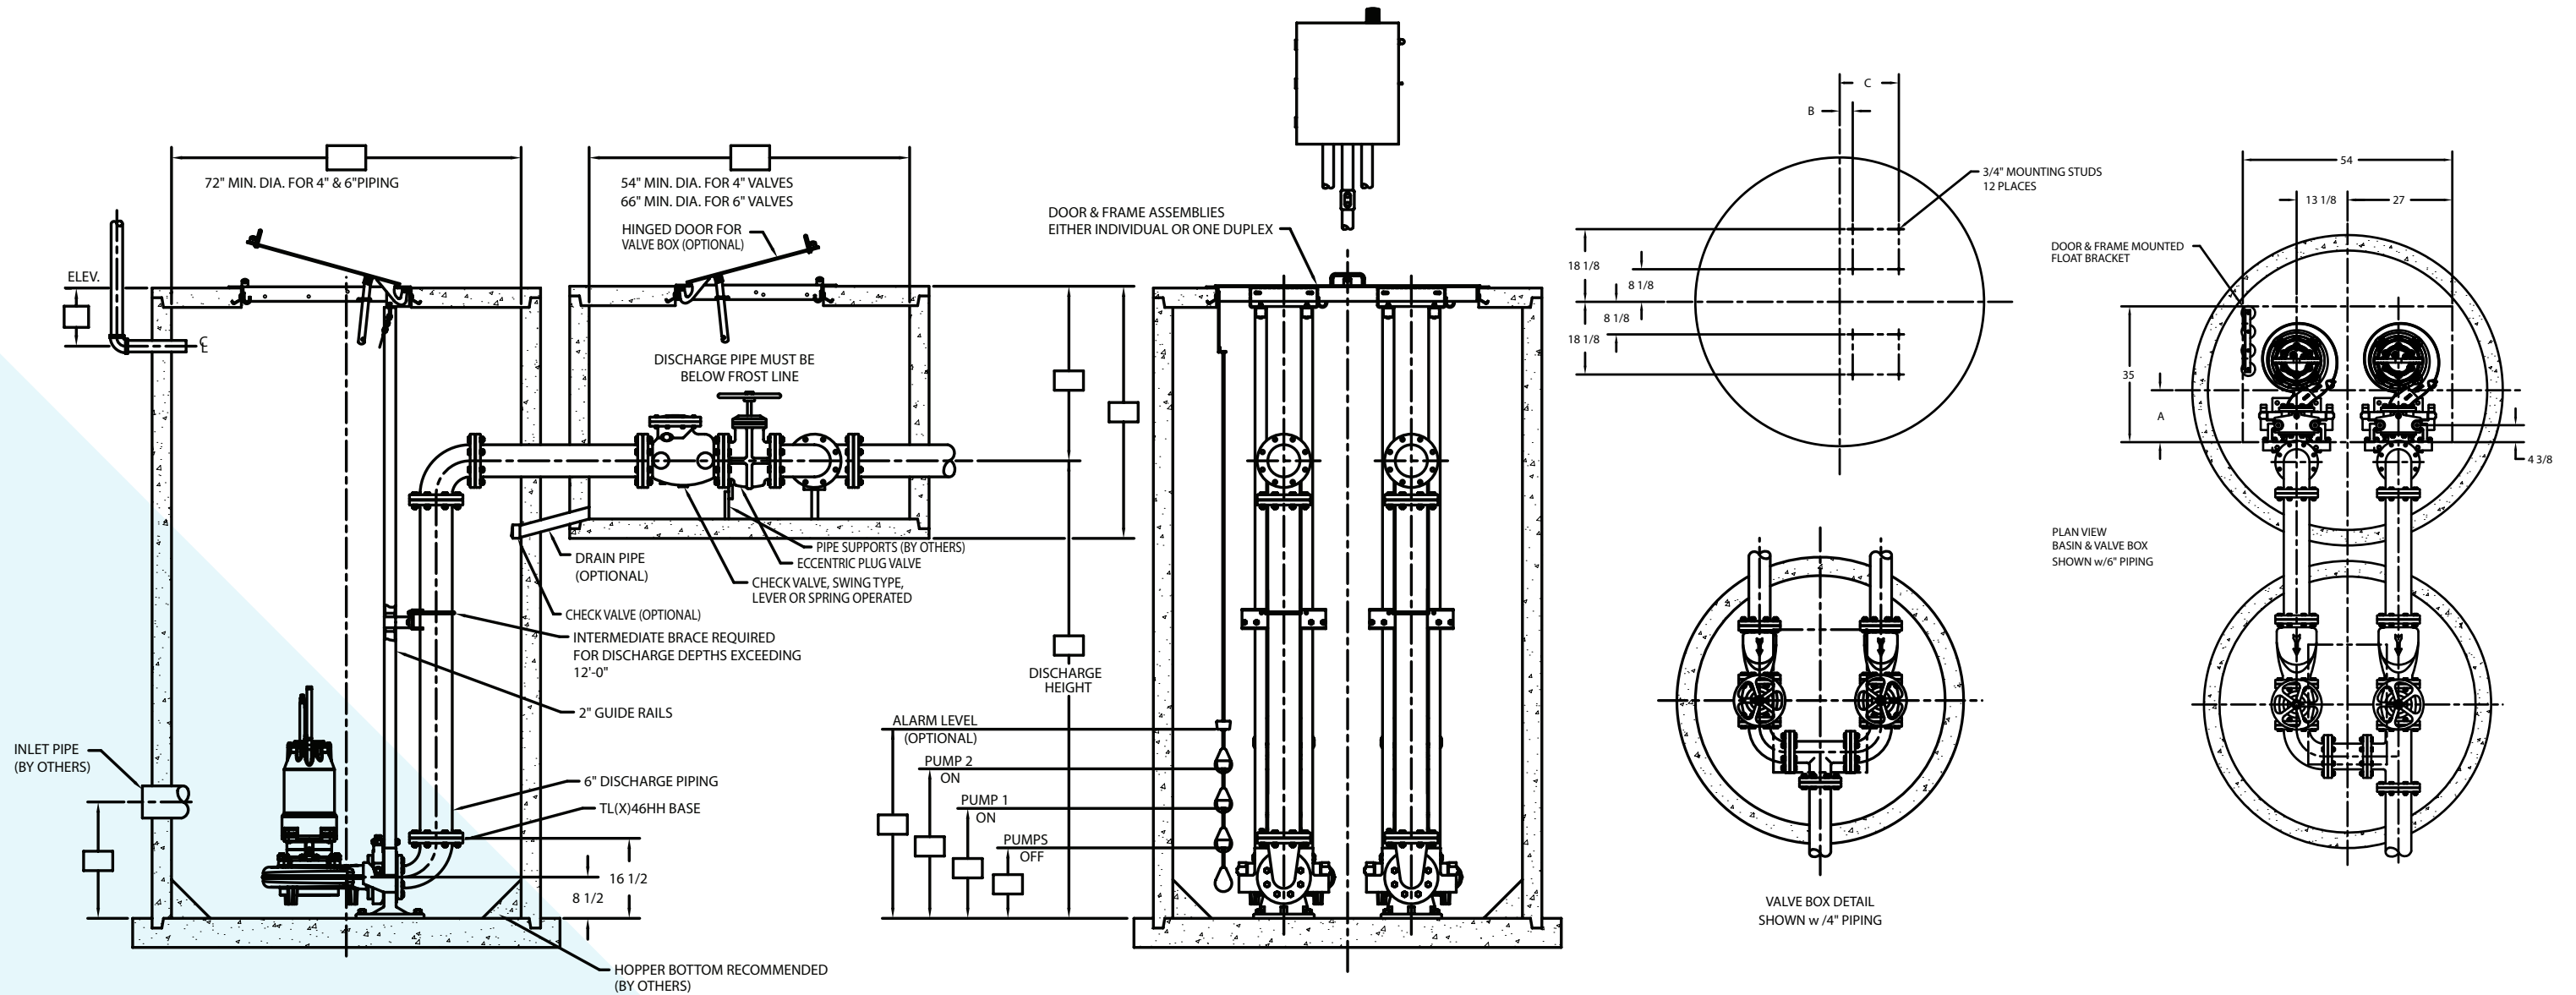 72" MIN. DIA. FOR 4" & 6"PIPING
54" MIN. DIA. FOR 4" VALVES
66" MIN. DIA. FOR 6" VALVES
HINGED DOOR FOR
VALVE BOX (OPTIONAL)
ELEV.
DISCHARGE PIPE MUST BE
BELOW FROST LINE
PIPE SUPPORTS (BY OTHERS)
ECCENTRIC PLUG VALVE
CHECK VALVE, SWING TYPE,
LEVER OR SPRING OPERATED
DRAIN PIPE
(OPTIONAL)
CHECK VALVE (OPTIONAL)
INTERMEDIATE BRACE REQUIRED
FOR DISCHARGE DEPTHS EXCEEDING
12'-0"
2" GUIDE RAILS
INLET PIPE
(BY OTHERS)
6" DISCHARGE PIPING
TL(X)46HH BASE
16 1/2
8 1/2
HOPPER BOTTOM RECOMMENDED
(BY OTHERS)
DOOR & FRAME ASSEMBLIES
EITHER INDIVIDUAL OR ONE DUPLEX
DISCHARGE
HEIGHT
ALARM LEVEL
(OPTIONAL)
PUMP 2
ON
PUMP 1
ON
PUMPS
OFF
C
B
3/4" MOUNTING STUDS
12 PLACES
18 1/8
8 1/8
8 1/8
18 1/8
VALVE BOX DETAIL
SHOWN w /4" PIPING
54
13 1/8
27
DOOR & FRAME MOUNTED
FLOAT BRACKET
35
A
4 3/8
PLAN VIEW
BASIN & VALVE BOX
SHOWN w/6" PIPING